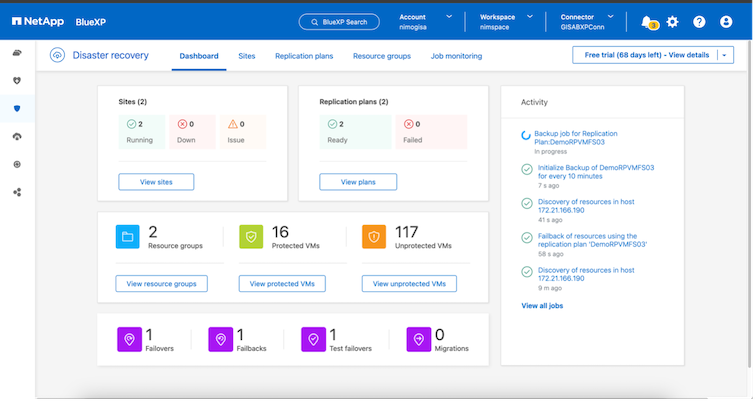 NetApp
BlueXP
BlueXP Search
Account
nimogisa
Workspace
nimspace
Connector
GISABXPConn
3
Disaster recovery
Dashboard
Sites
Replication plans
Resource groups
Job monitoring
Free trial (68 days left) - View details
Sites (2)
2
Running
0
Down
0
Issue
View sites
Replication plans (2)
2
Ready
0
Failed
View plans
2
Resource groups
View resource groups
16
Protected VMs
View protected VMs
117
Unprotected VMs
View unprotected VMs
1
Failovers
1
Failbacks
1
Test failovers
0
Migrations
Activity
Backup job for Replication
Plan:DemoRPVMFS03
In progress
Initialize Backup of DemoRPVMFS03
for every 10 minutes
7 s ago
Discovery of resources in host
172.21.166.190
41 s ago
Failback of resources using the
replication plan 'DemoRPVMFS03'
58 s ago
Discovery of resources in host
172.21.166.190
9 m ago
View all jobs